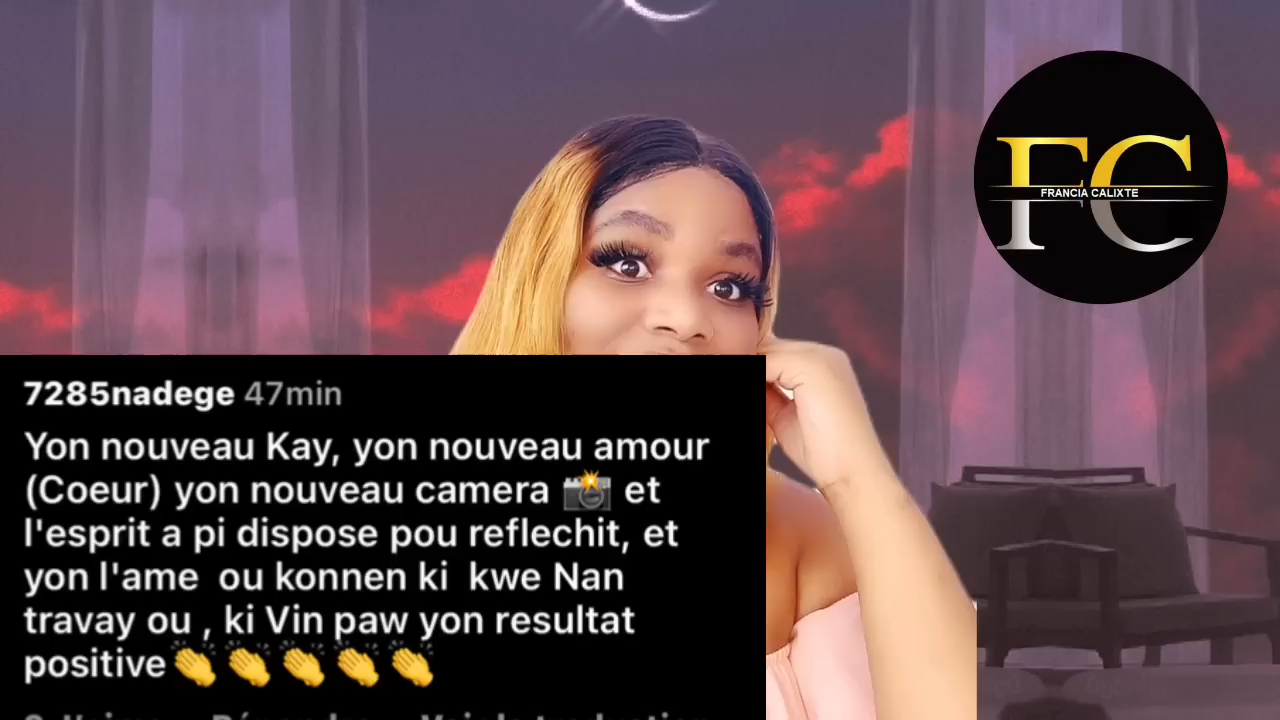 FC
FRANCIA CALIXTE
7285nadege 47min
Yon nouveau Kay, yon nouveau amour
(Coeur) yon nouveau camera 📸 et
l'esprit a pi dispose pou reflechit, et
yon l'ame ou konnen ki kwe Nan
travay ou , ki Vin paw yon resultat
positive 👏 👏 👏 👏 👏